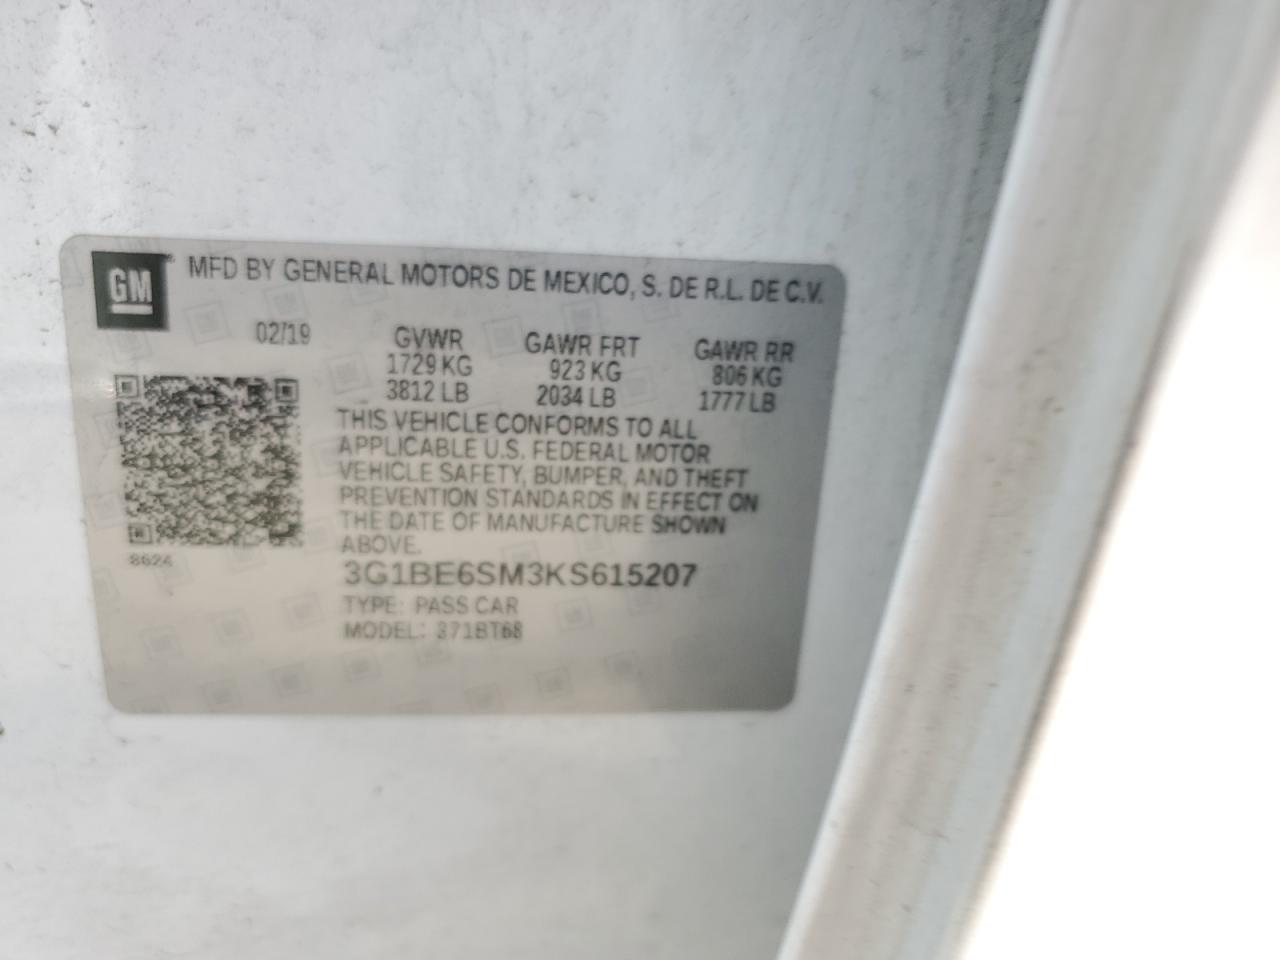 GM
MFD BY GENERAL MOTORS DE MEXICO, S. DE R.L. DE C.V.
02/19 GVWR GAWR FRT GAWR RR
1729 KG 923 KG 806 KG
3812 LB 2034 LB 1777 LB
THIS VEHICLE CONFORMS TO ALL
APPLICABLE U.S. FEDERAL MOTOR
VEHICLE SAFETY, BUMPER, AND THEFT
PREVENTION STANDARDS IN EFFECT ON
THE DATE OF MANUFACTURE SHOWN
ABOVE.
8624
3G1BE6SM3KS615207
TYPE: PASS CAR
MODEL: 371BT68